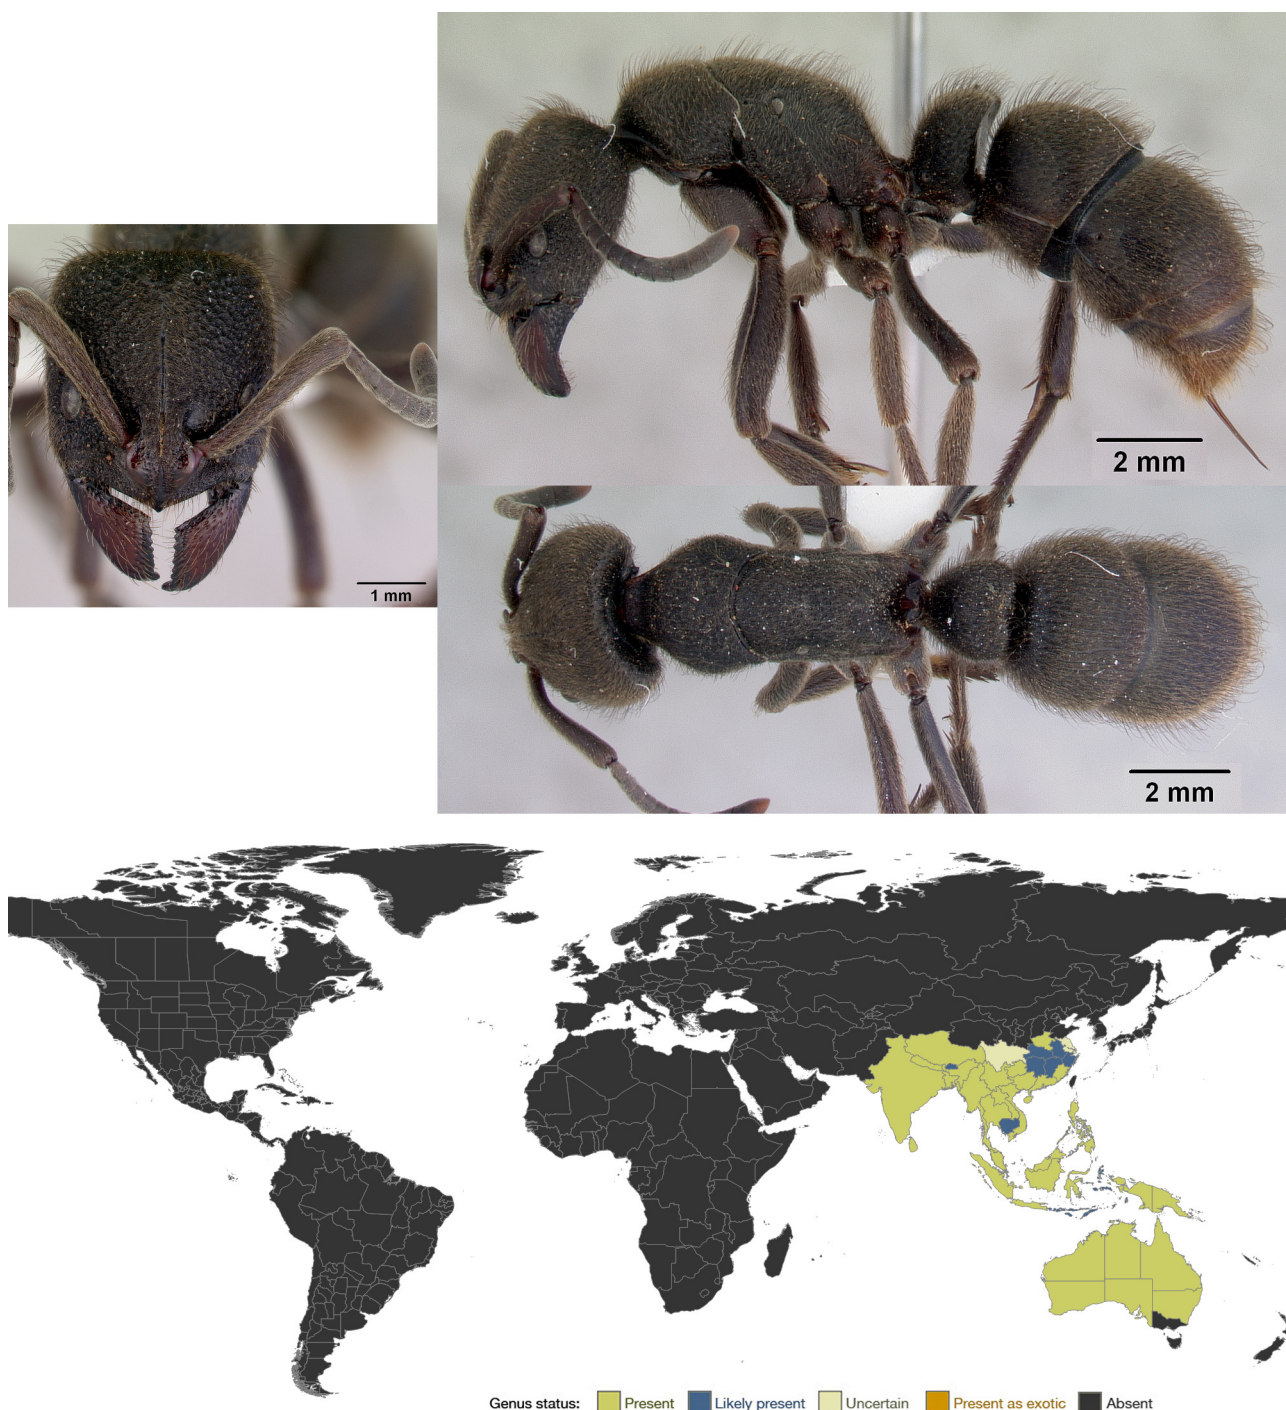 2 mm
1 mm
2 mm
Genus status: Present Likely present Uncertain Present as exotic Absent